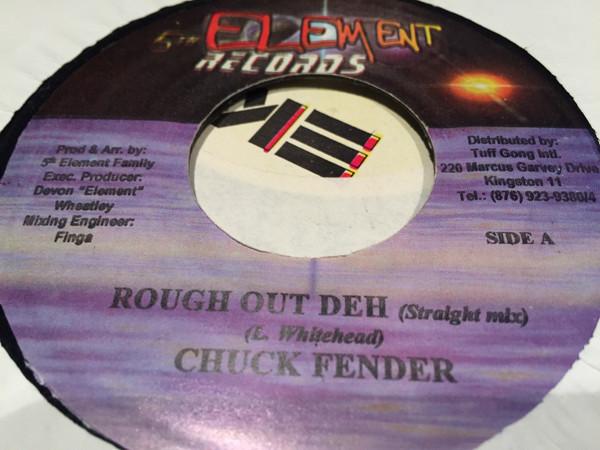 5TH ELEMENT
RECORDS
Prod & Arr. by:
5th Element Family
Exec. Producer:
Devon "Element"
Wheatley
Mixing Engineer:
Finga
Distributed by:
Tuff Gong Intl.
220 Marcus Garvey Drive
Kingston 11
Tel.: (876) 923-9380/4
SIDE A
ROUGH OUT DEH (Straight mix)
(L. Whitehead)
CHUCK FENDER